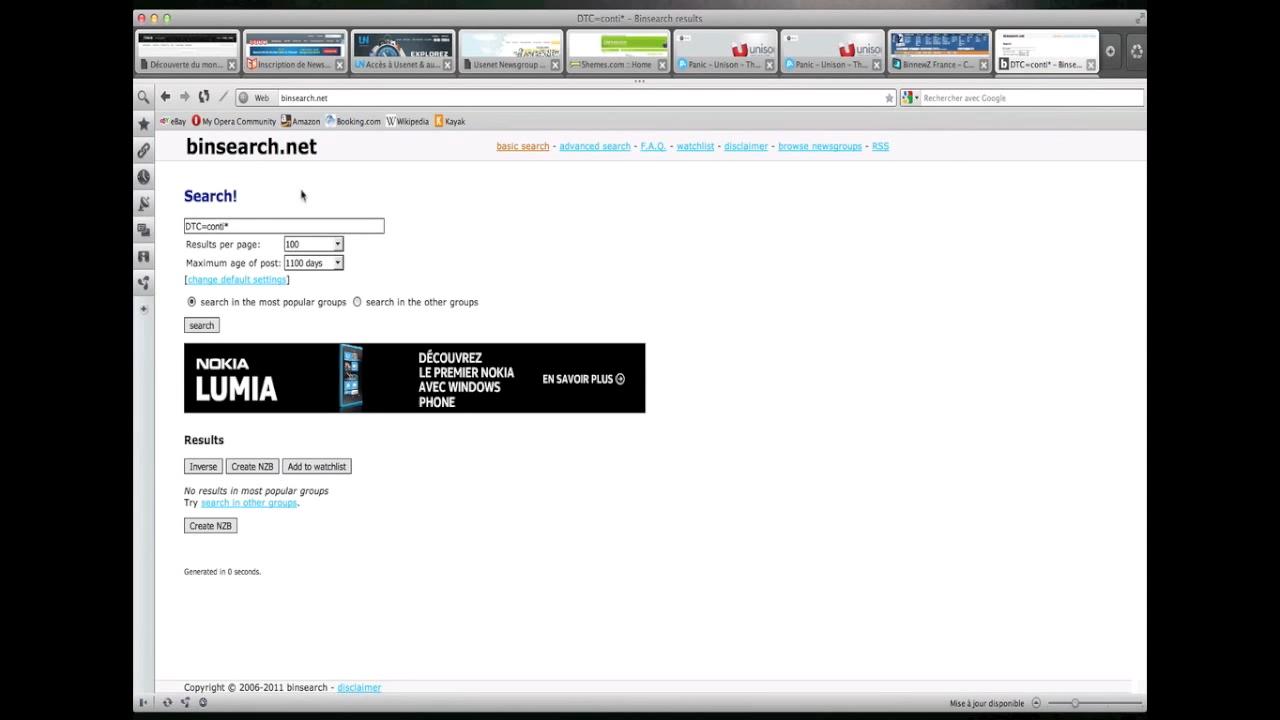 DTC=conti* – Binsearch results
Découverte du mon...
Inscription de News...
EXPLOREZ
Accès à Usenet & au...
Usenet Newsgroup ...
Shemes.com :: Home
unison
Panic – Unison – Th...
unison
Panic – Unison – Th...
BinnewZ France – C...
DTC=conti* – Binse...
Web binsearch.net
Rechercher avec Google
eBay My Opera Community Amazon Booking.com Wikipedia Kayak
binsearch.net
basic search - advanced search - F.A.Q. - watchlist - disclaimer - browse newsgroups - RSS
Search!
DTC=conti*
Results per page: 100
Maximum age of post: 1100 days
[change default settings]
search in the most popular groups search in the other groups
search
NOKIA
LUMIA
DÉCOUVREZ
LE PREMIER NOKIA
AVEC WINDOWS
PHONE
EN SAVOIR PLUS
Results
Inverse Create NZB Add to watchlist
No results in most popular groups
Try search in other groups.
Create NZB
Generated in 0 seconds.
Copyright © 2006-2011 binsearch - disclaimer
Mise à jour disponible